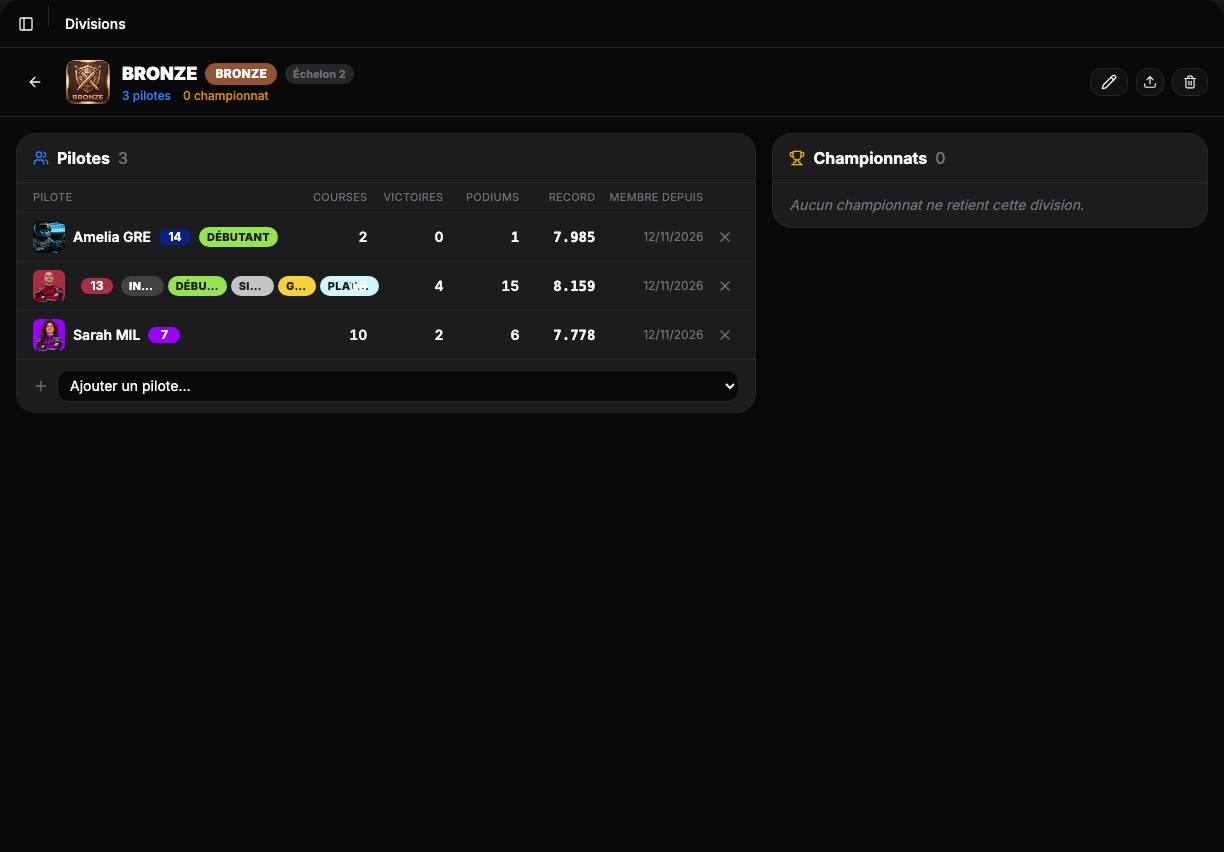 Divisions
BRONZE BRONZE Échelon 2
BRONZE
3 pilotes 0 championnat
Pilotes 3
PILOTE COURSES VICTOIRES PODIUMS RECORD MEMBRE DEPUIS
Amelia GRE 14 DÉBUTANT 2 0 1 7.985 12/11/2026
13 IN... DÉBU... SI... G... 4 15 8.159 12/11/2026
Sarah MIL 7 10 2 6 7.778 12/11/2026
Ajouter un pilote...
Championnats 0
Aucun championnat ne retient cette division.